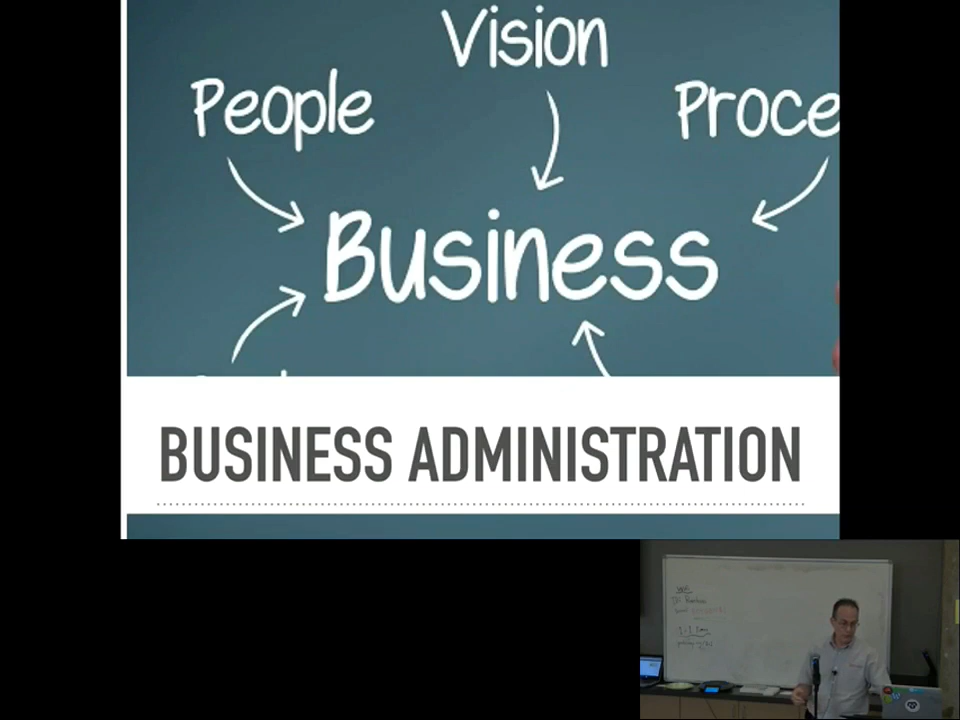 Vision
People
Proce
Business
BUSINESS ADMINISTRATION